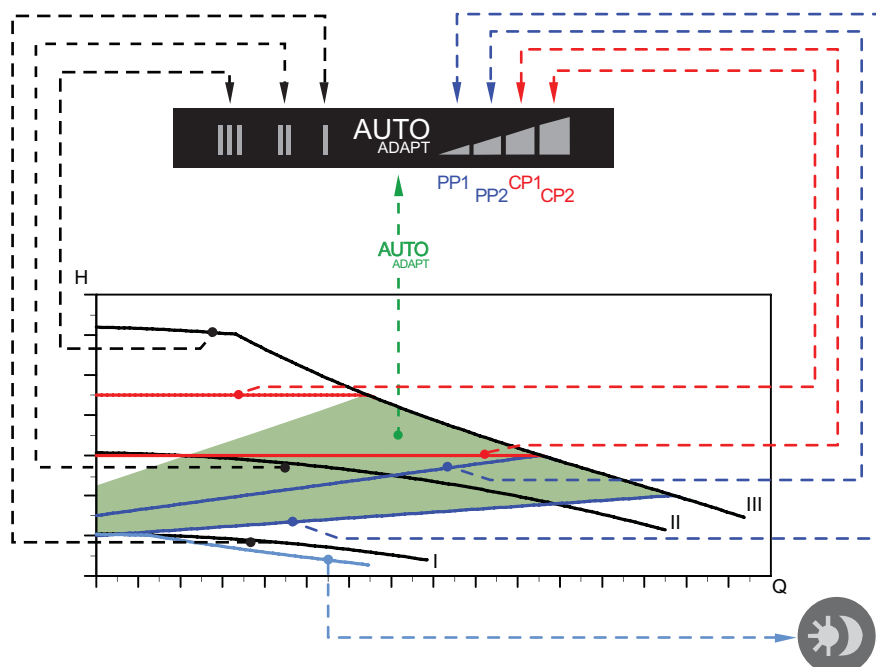 III II I AUTO
ADAPT
PP1 PP2 CP1 CP2
AUTO
ADAPT
H
III
II
I
Q